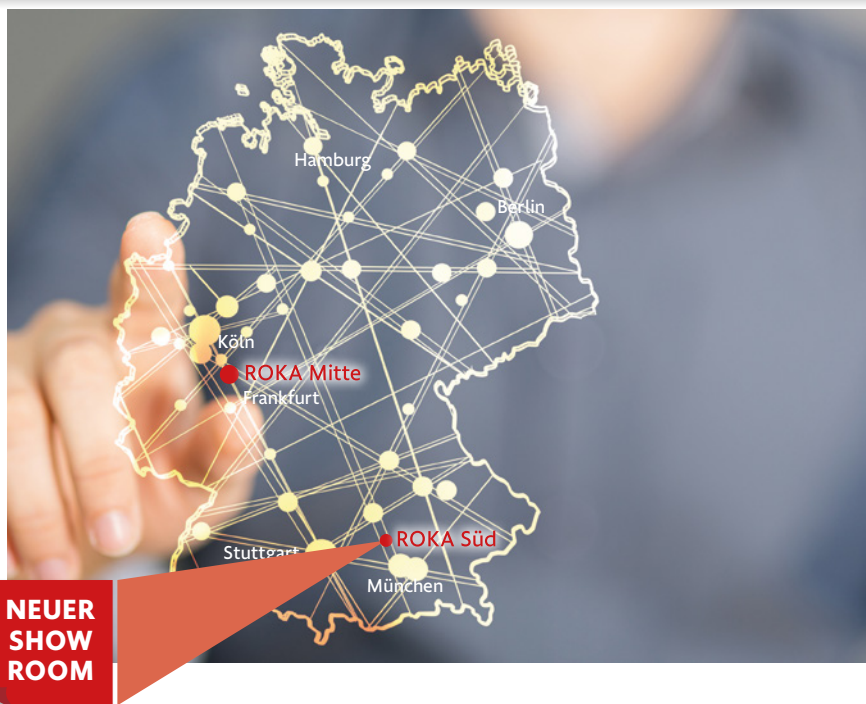 Hamburg
Berlin
Köln
ROKA Mitte
Frankfurt
ROKA Süd
Stuttgart
München
NEUER
SHOW
ROOM